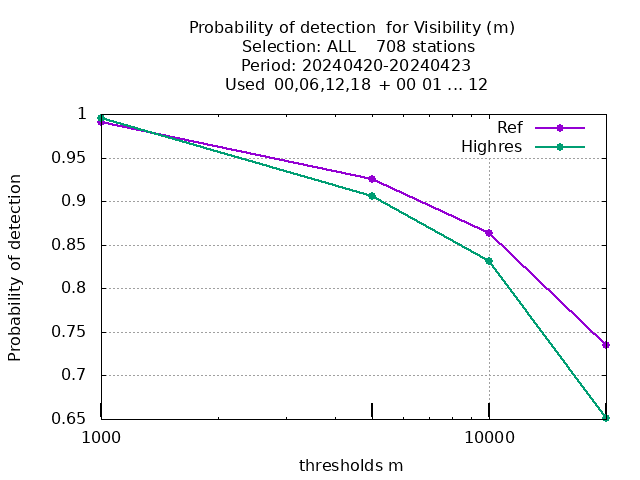 Probability of detection  for Visibility (m)
Selection: ALL    708 stations
Period: 20240420-20240423
Used  00,06,12,18 + 00 01 ... 12
Ref
Highres
1
0.95
0.9
0.85
0.8
0.75
0.7
0.65
Probability of detection
1000
10000
thresholds m